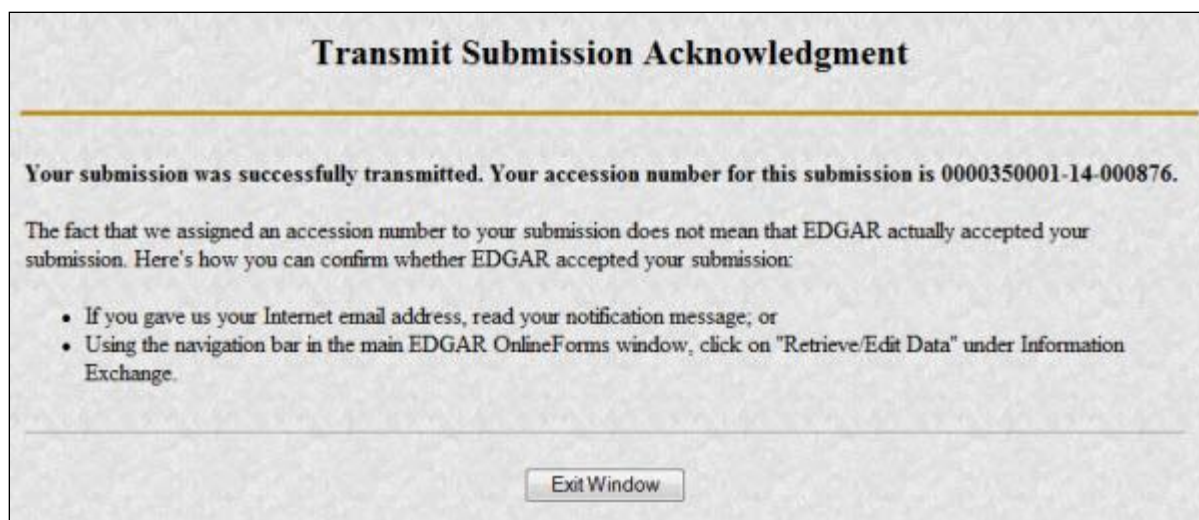 Transmit Submission Acknowledgment
Your submission was successfully transmitted. Your accession number for this submission is 0000350001-14-000876.
The fact that we assigned an accession number to your submission does not mean that EDGAR actually accepted your
submission. Here's how you can confirm whether EDGAR accepted your submission:
• If you gave us your Internet email address, read your notification message; or
• Using the navigation bar in the main EDGAR OnlineForms window, click on "Retrieve/Edit Data" under Information
Exchange.
Exit Window